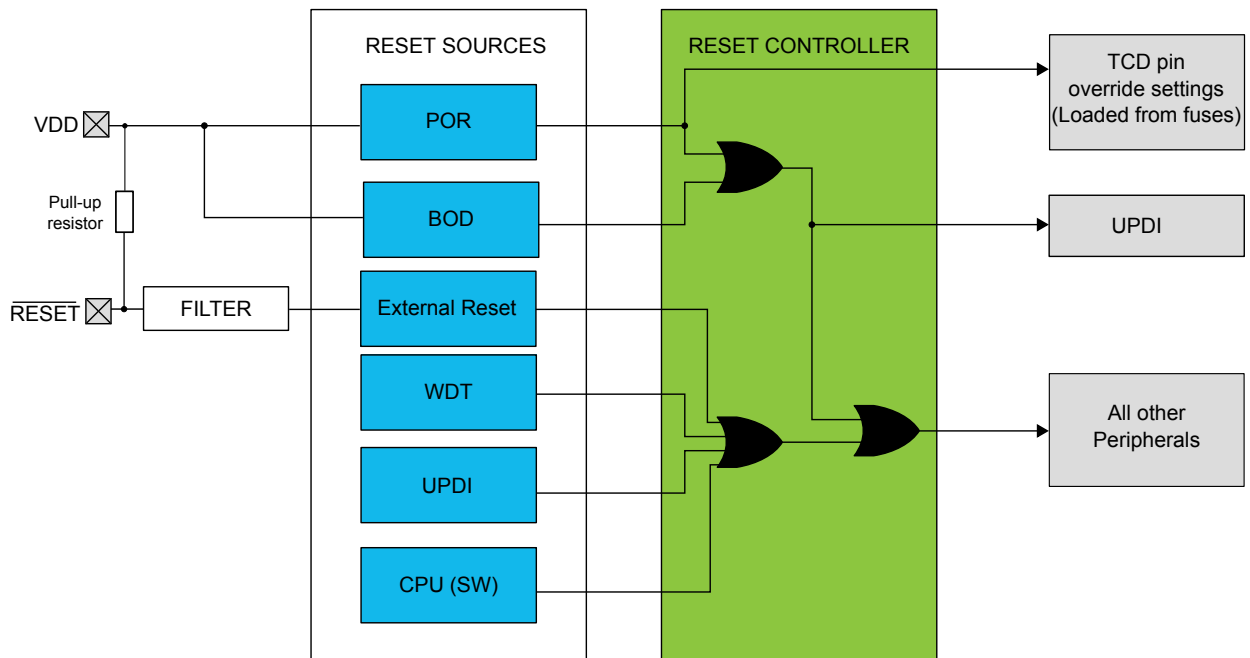 RESET SOURCES
RESET CONTROLLER
VDD
Pull-up
resistor
RESET
FILTER
POR
BOD
External Reset
WDT
UPDI
CPU (SW)
TCD pin
override settings
(Loaded from fuses)
UPDI
All other
Peripherals